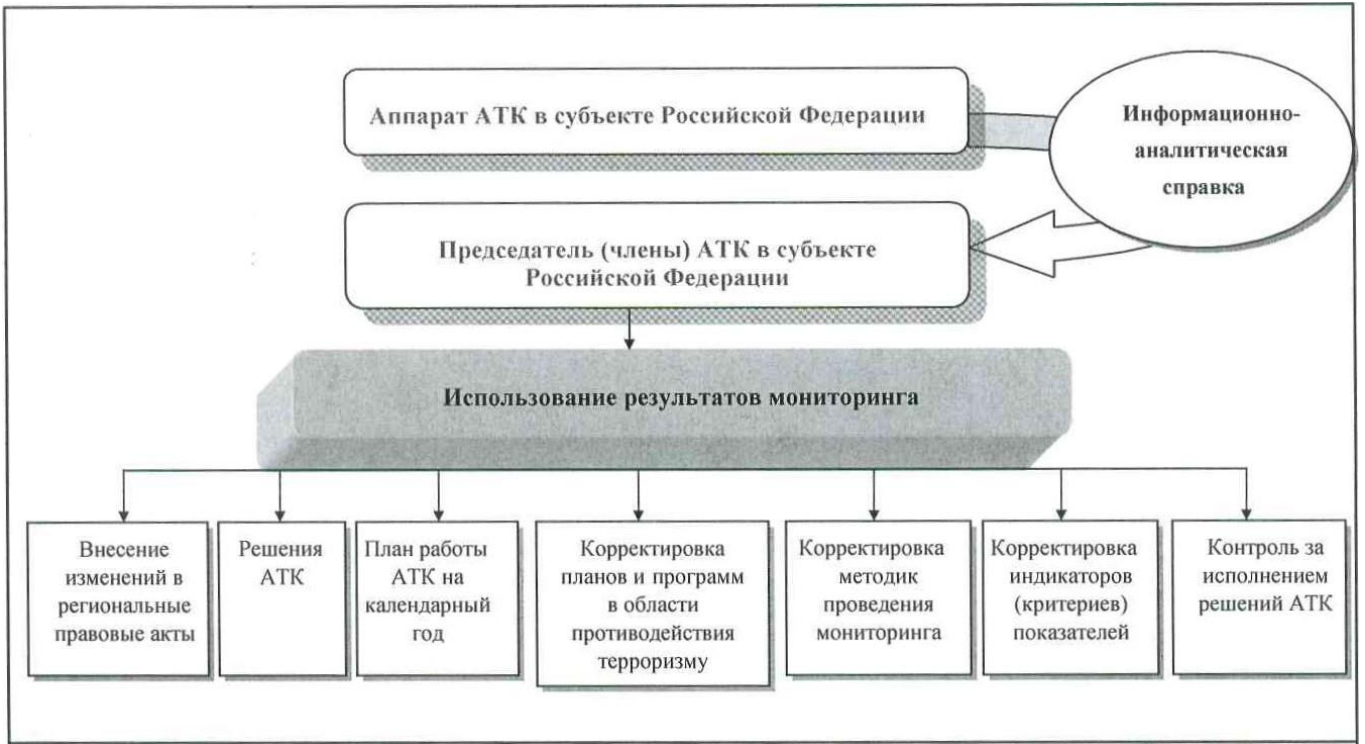 Аппарат АТК в субъекте Российской Федерации
Информационно-
аналитическая
справка
Председатель (члены) АТК в субъекте
Российской Федерации
Использование результатов мониторинга
Внесение
изменений в
региональные
правовые акты
Решения
АТК
План работы
АТК на
календарный
год
Корректировка
планов и программ
в области
противодействия
терроризму
Корректировка
методик
проведения
мониторинга
Корректировка
индикаторов
(критериев)
показателей
Контроль за
исполнением
решений АТК